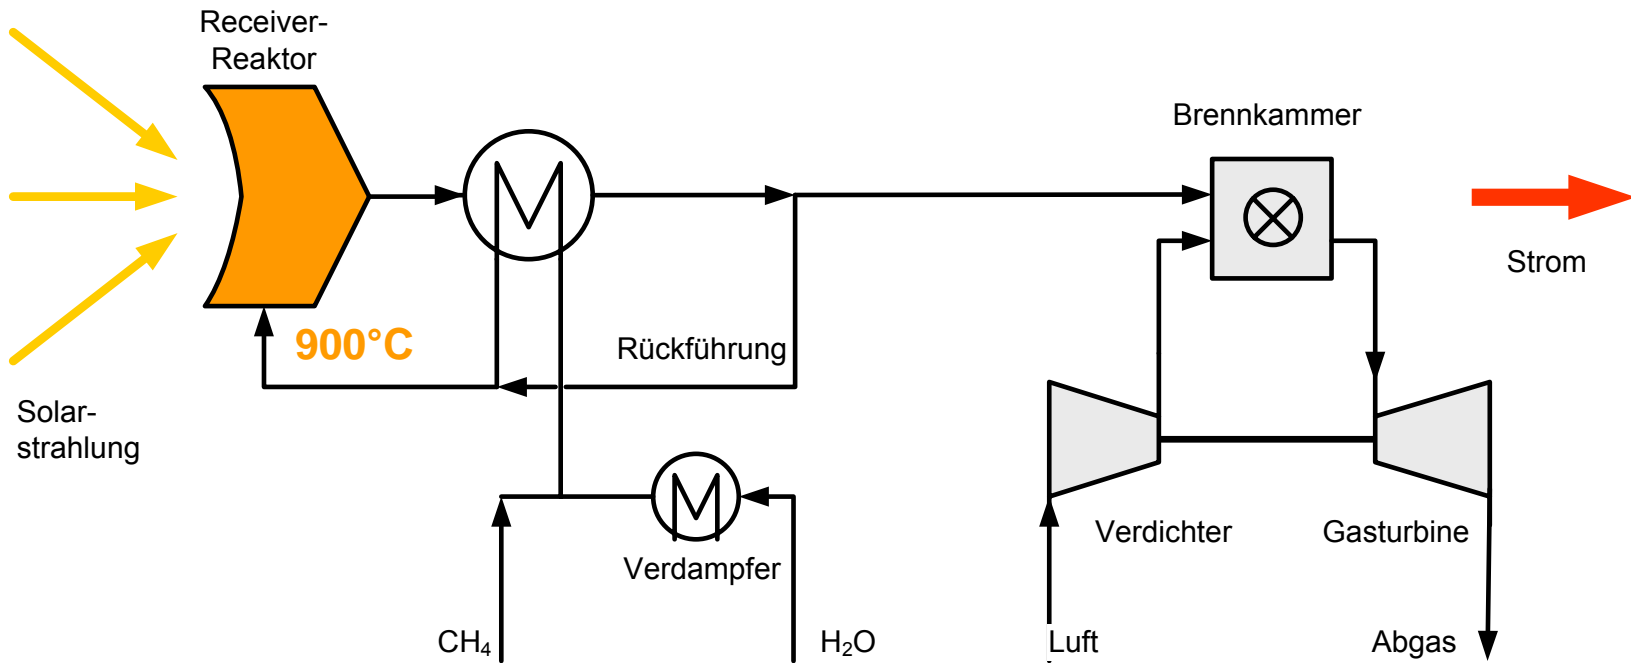 Receiver-
Reaktor
Brennkammer
Strom
900°C
Rückführung
Solar-
strahlung
Verdichter
Gasturbine
Verdampfer
CH₄
H₂O
Luft
Abgas